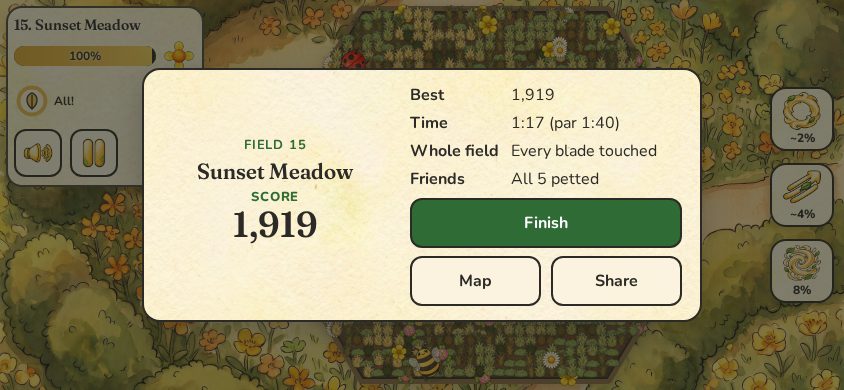 15. Sunset Meadow
100%
All!
FIELD 15
Sunset Meadow
SCORE
1,919
Best 1,919
Time 1:17 (par 1:40)
Whole field Every blade touched
Friends All 5 petted
Finish
Map
Share
~2%
~4%
8%